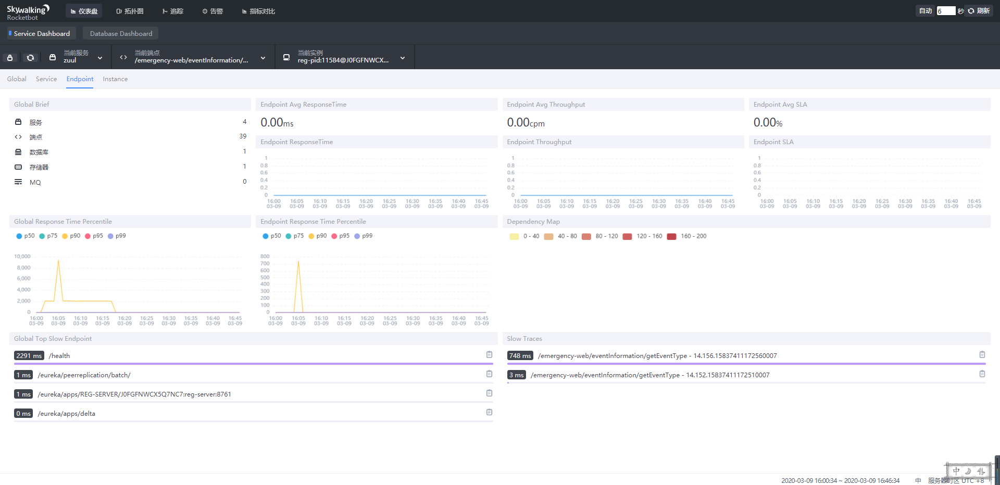 Skywalking
Rocketbot
仪表盘 拓扑图 追踪 告警 指标对比 自动 6 秒 刷新
Service Dashboard Database Dashboard
当前服务 当前端点 当前实例
zuul /emergency-web/eventInformation/... reg-pid:11584@J0FGFNWCX...
Global Service Endpoint Instance
Global Brief
服务 4
端点 39
数据库 1
存储器 1
MQ 0
Endpoint Avg ResponseTime
0.00ms
Endpoint Avg Throughput
0.00cpm
Endpoint Avg SLA
0.00%
Endpoint ResponseTime
1
0.8
0.6
0.4
0.2
0
16:00 16:05 16:10 16:15 16:20 16:25 16:30 16:35 16:40 16:45
03-09 03-09 03-09 03-09 03-09 03-09 03-09 03-09 03-09 03-09
Endpoint Throughput
1
0.8
0.6
0.4
0.2
0
16:00 16:05 16:10 16:15 16:20 16:25 16:30 16:35 16:40 16:45
03-09 03-09 03-09 03-09 03-09 03-09 03-09 03-09 03-09 03-09
Endpoint SLA
1
0.8
0.6
0.4
0.2
0
16:00 16:05 16:10 16:15 16:20 16:25 16:30 16:35 16:40 16:45
03-09 03-09 03-09 03-09 03-09 03-09 03-09 03-09 03-09 03-09
Global Response Time Percentile
p50 p75 p90 p95 p99
10,000
8,000
6,000
4,000
2,000
0
16:00 16:05 16:10 16:15 16:20 16:25 16:30 16:35 16:40 16:45
03-09 03-09 03-09 03-09 03-09 03-09 03-09 03-09 03-09 03-09
Endpoint Response Time Percentile
p50 p75 p90 p95 p99
800
700
600
500
400
300
200
100
0
16:00 16:05 16:10 16:15 16:20 16:25 16:30 16:35 16:40 16:45
03-09 03-09 03-09 03-09 03-09 03-09 03-09 03-09 03-09 03-09
Dependency Map
0 - 40 40 - 80 80 - 120 120 - 160 160 - 200
Global Top Slow Endpoint
2291 ms /health
1 ms /eureka/peerreplication/batch/
1 ms /eureka/apps/REG-SERVER/J0FGFNWCX5Q7NC7:reg-server:8761
0 ms /eureka/apps/delta
Slow Traces
748 ms /emergency-web/eventInformation/getEventType - 14.156.15837411172560007
3 ms /emergency-web/eventInformation/getEventType - 14.152.15837411172510007
中
2020-03-09 16:00:34 ~ 2020-03-09 16:46:34 中 服务器时区 UTC +8